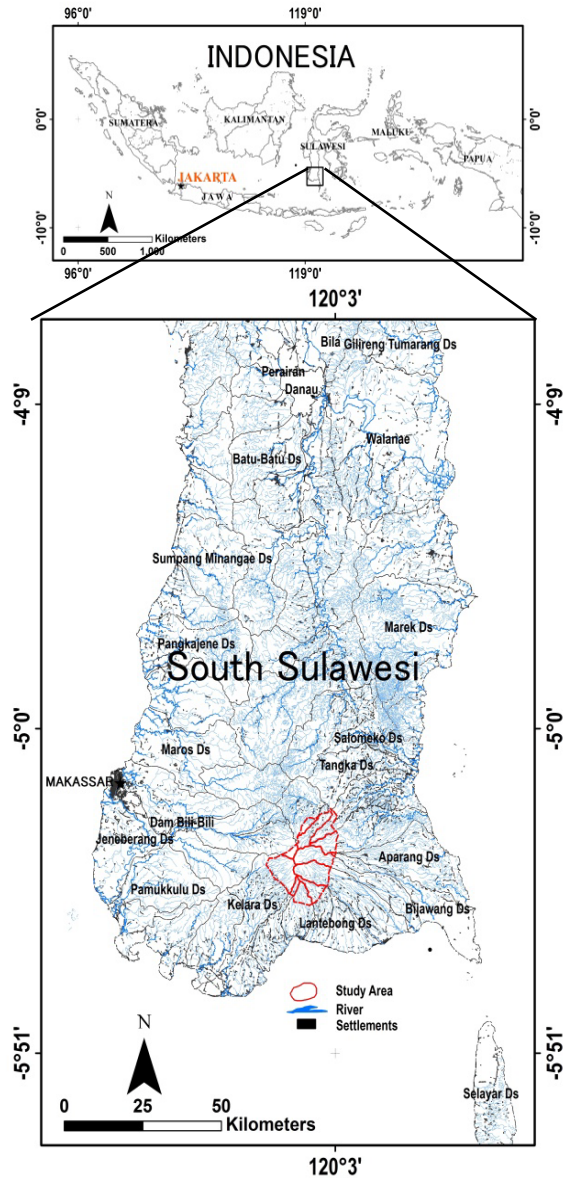 96°0'
119°0'
INDONESIA
0°0'
0°0'
SUMATERA
KALIMANTAN
MALUKU
SULAWESI
PAPUA
JAKARTA
JAWA
N
Kilometers
0 500 1,000
-10°0'
-10°0'
96°0'
119°0'
120°3'
Bila Gilireng Tumarang Ds
Perairan
Danau
-4°9'
-4°9'
Walanae
Batu-Batu Ds
Sumpang Minangae Ds
Marek Ds
Pangkajene Ds
South Sulawesi
-5°0'
-5°0'
Salomeko Ds
Maros Ds
Tangka Ds
MAKASSAR
Dam Bili-Bili
Jeneberang Ds
Aparang Ds
Pamukkulu Ds
Kelara Ds
Bijawang Ds
Lantebong Ds
Study Area
River
Settlements
N
-5°51'
-5°51'
Selayar Ds
0 25 50
Kilometers
120°3'